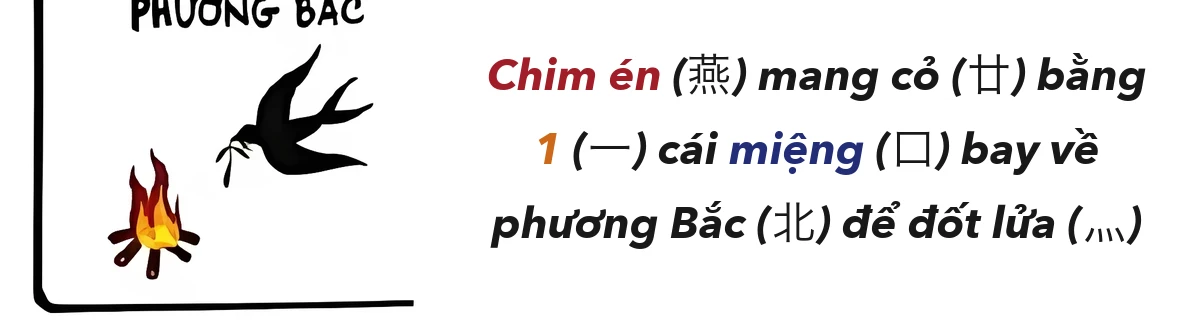 PHƯƠNG BẮC
Chim én (燕) mang cỏ (廿) bằng
1 (一) cái miệng (口) bay về
phương Bắc (北) để đốt lửa (灬)